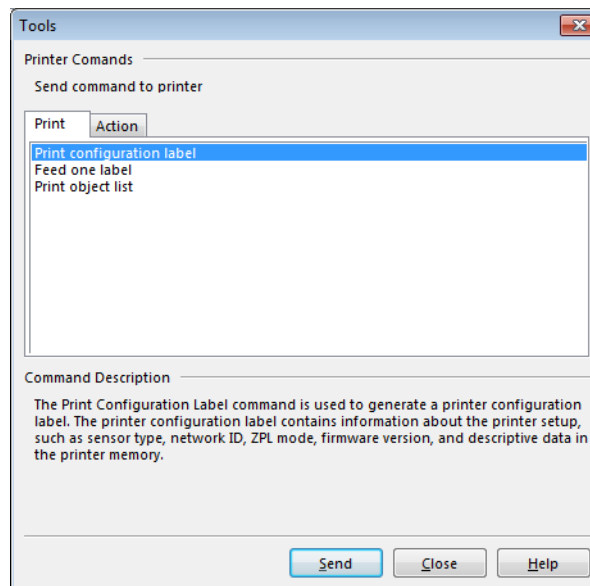 Tools
Printer Comands
Send command to printer
Print
Action
Print configuration label
Feed one label
Print object list
Command Description
The Print Configuration Label command is used to generate a printer configuration
label. The printer configuration label contains information about the printer setup,
such as sensor type, network ID, ZPL mode, firmware version, and descriptive data in
the printer memory.
Send
Close
Help